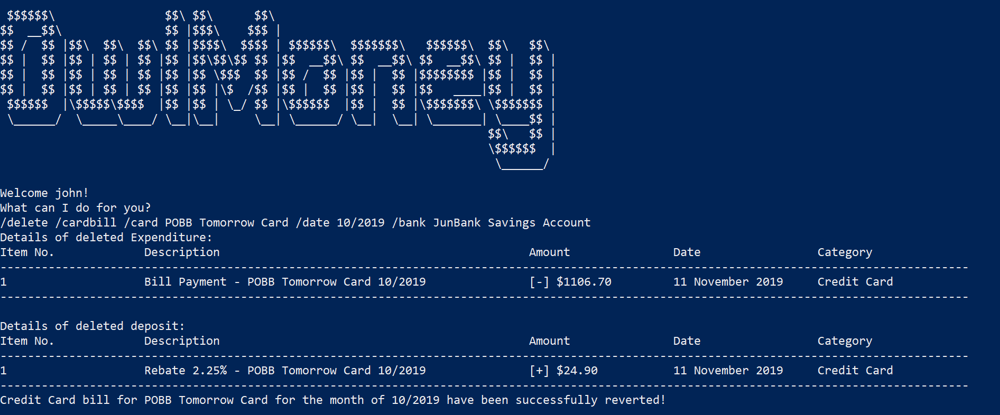 $$$$$$\                $$\ $$\      $$\
$$  __$$\               $$ |$$$\    $$$ |
$$ /  $$ |$$\  $$\  $$\ $$ |$$$$\  $$$$ | $$$$$$\  $$$$$$$\   $$$$$$\  $$\   $$\
$$ |  $$ |$$ | $$ | $$ |$$ |$$\$$\$$ $$ |$$  __$$\ $$  __$$\ $$  __$$\ $$ |  $$ |
$$ |  $$ |$$ | $$ | $$ |$$ |$$ \$$$  $$ |$$ /  $$ |$$ |  $$ |$$$$$$$$ |$$ |  $$ |
$$ |  $$ |$$ | $$ | $$ |$$ |$$ |\$  /$$ |$$ |  $$ |$$ |  $$ |$$   ____|$$ |  $$ |
 $$$$$$  |\$$$$$\$$$$  |$$ |$$ | \_/ $$ |\$$$$$$  |$$ |  $$ |\$$$$$$$\ \$$$$$$$ |
 \______/  \_____\____/ \__|\__|     \__| \______/ \__|  \__| \_______| \____$$ |
                                                                       $$\   $$ |
                                                                       \$$$$$$  |
                                                                        \______/
Welcome john!
What can I do for you?
/delete /cardbill /card POBB Tomorrow Card /date 10/2019 /bank JunBank Savings Account
Details of deleted Expenditure:
Item No.             Description                                             Amount               Date                 Category
---------------------------------------------------------------------------------------------------------------------------------------------
1                    Bill Payment - POBB Tomorrow Card 10/2019               [-] $1106.70         11 November 2019     Credit Card
---------------------------------------------------------------------------------------------------------------------------------------------
Details of deleted deposit:
Item No.             Description                                             Amount               Date                 Category
---------------------------------------------------------------------------------------------------------------------------------------------
1                    Rebate 2.25% - POBB Tomorrow Card 10/2019               [+] $24.90           11 November 2019     Credit Card
---------------------------------------------------------------------------------------------------------------------------------------------
Credit Card bill for POBB Tomorrow Card for the month of 10/2019 have been successfully reverted!